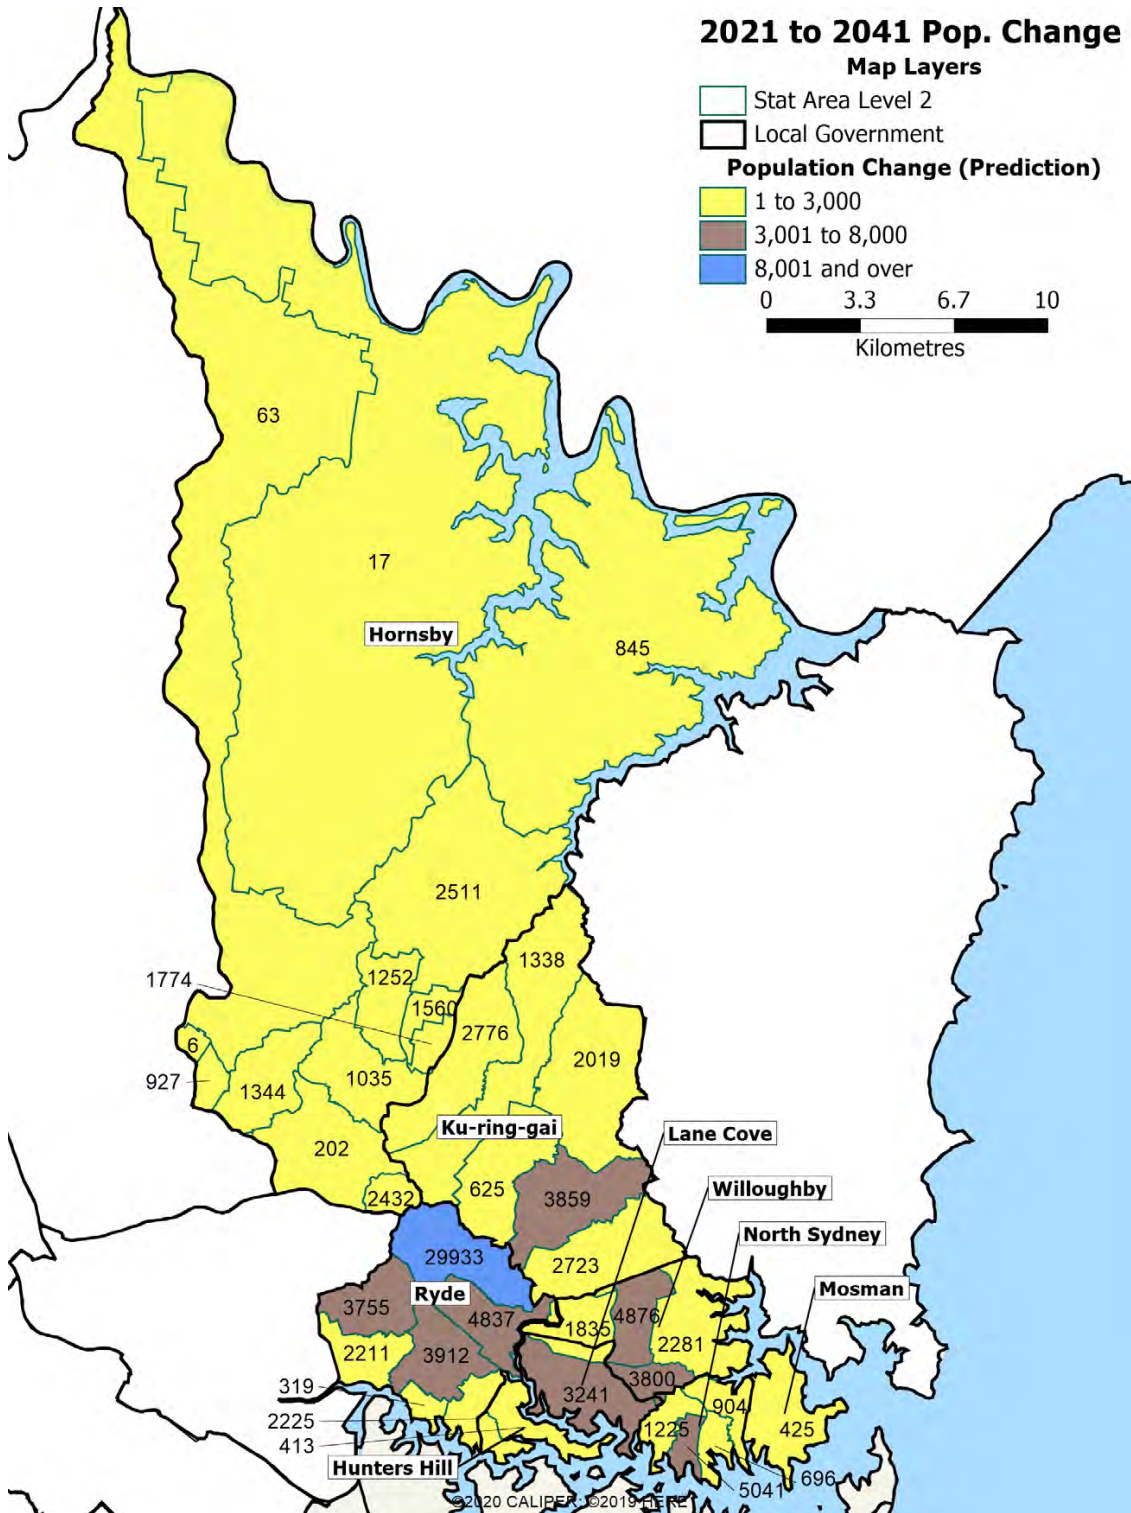 2021 to 2041 Pop. Change
Map Layers
Stat Area Level 2
Local Government
Population Change (Prediction)
1 to 3,000
3,001 to 8,000
8,001 and over
0 3.3 6.7 10
Kilometres
63
17
Hornsby
845
2511
1338
1774
1252
1560
2776
6
2019
927
1344
1035
Ku-ring-gai
Lane Cove
202
2432
625
3859
Willoughby
North Sydney
29933
2723
Mosman
Ryde
3755
4837
1835
4876
2281
2211
3912
319
3241
3800
904
2225
1225
425
413
Hunters Hill
696
5041
©2020 CALIPER; ©2019 HERE